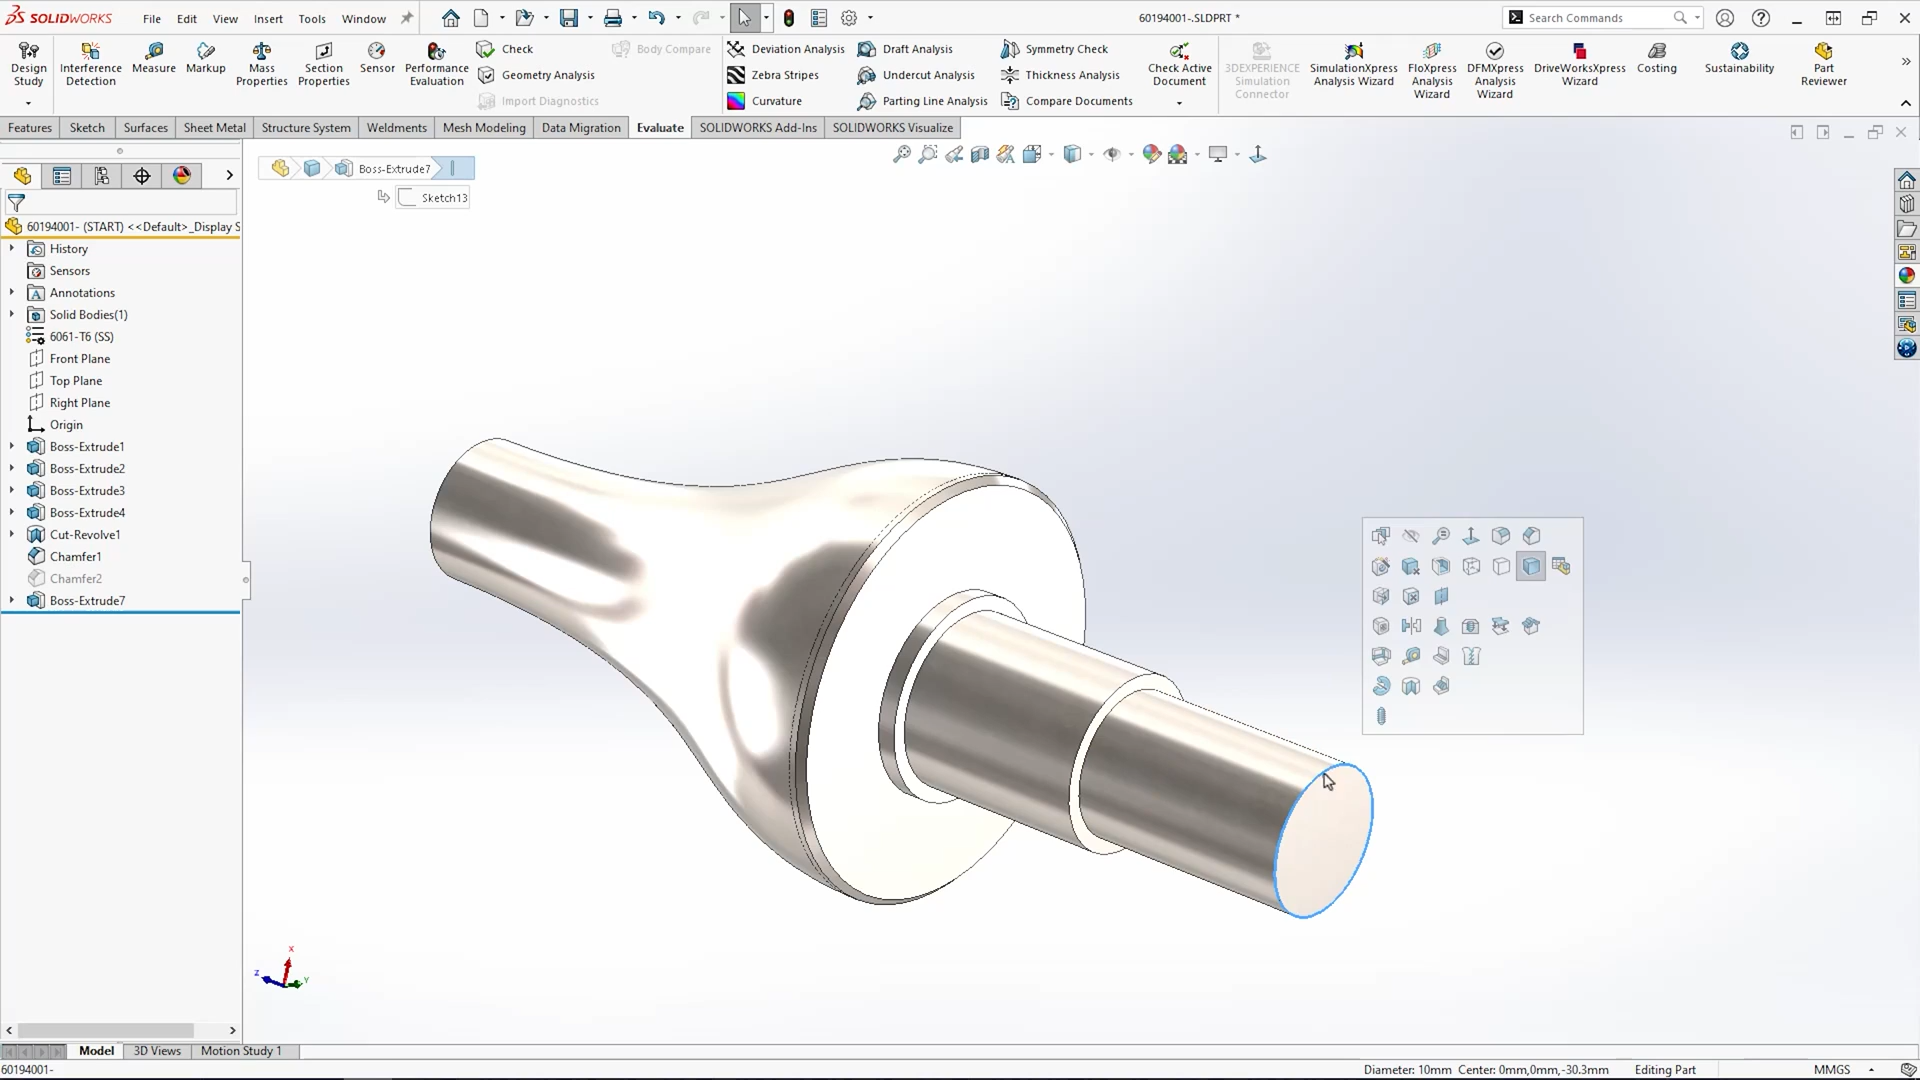 SOLIDWORKS
File
Edit
View
Insert
Tools
Window
60194001-.SLDPRT *
Search Commands
Design Study
Interference Detection
Measure
Markup
Mass Properties
Section Properties
Sensor
Performance Evaluation
Check
Geometry Analysis
Import Diagnostics
Body Compare
Deviation Analysis
Zebra Stripes
Curvature
Draft Analysis
Undercut Analysis
Parting Line Analysis
Symmetry Check
Thickness Analysis
Compare Documents
Check Active Document
3DEXPERIENCE Simulation Connector
SimulationXpress Analysis Wizard
FloXpress Analysis Wizard
DFMXpress Analysis Wizard
DriveWorksXpress Wizard
Costing
Sustainability
Part Reviewer
Features
Sketch
Surfaces
Sheet Metal
Structure System
Weldments
Mesh Modeling
Data Migration
Evaluate
SOLIDWORKS Add-Ins
SOLIDWORKS Visualize
Boss-Extrude7
Sketch13
60194001- (START) <<Default>_Display S
History
Sensors
Annotations
Solid Bodies(1)
6061-T6 (SS)
Front Plane
Top Plane
Right Plane
Origin
Boss-Extrude1
Boss-Extrude2
Boss-Extrude3
Boss-Extrude4
Cut-Revolve1
Chamfer1
Chamfer2
Boss-Extrude7
X
Z
Y
Model
3D Views
Motion Study 1
60194001-
Diameter: 10mm Center: 0mm,0mm,-30.3mm
Editing Part
MMGS